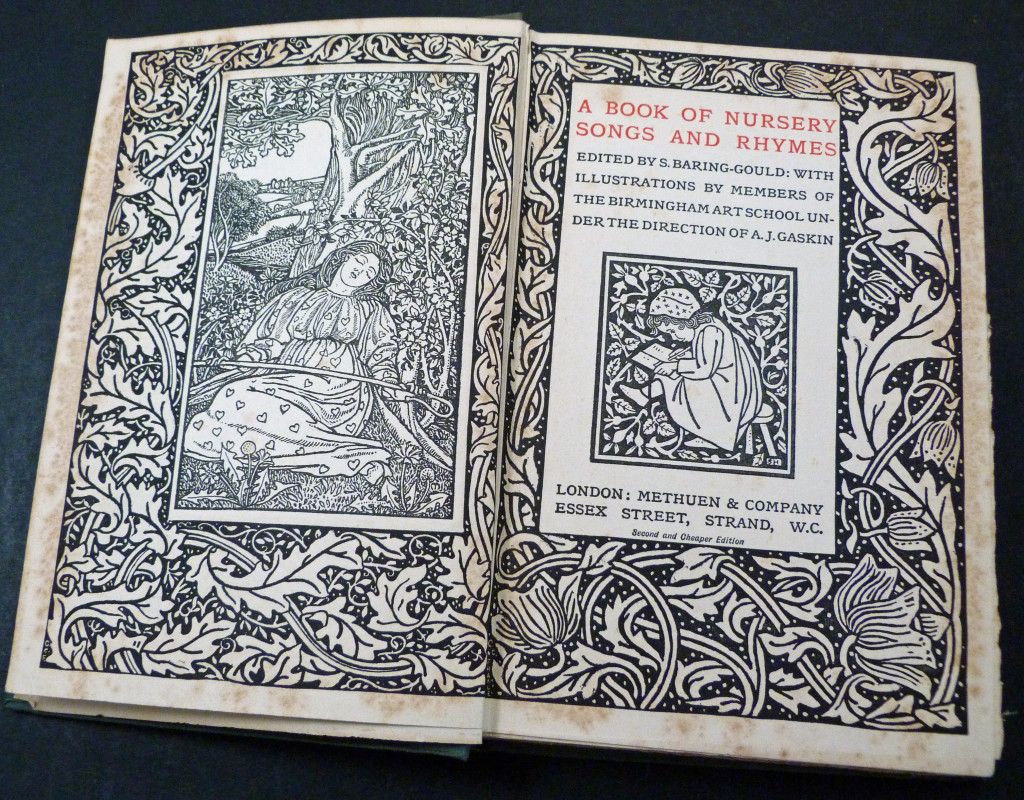 A BOOK OF NURSERY
SONGS AND RHYMES
EDITED BY S. BARING-GOULD: WITH
ILLUSTRATIONS BY MEMBERS OF
THE BIRMINGHAM ART SCHOOL UN-
DER THE DIRECTION OF A. J. GASKIN
LONDON: METHUEN & COMPANY
ESSEX STREET, STRAND, W.C.
Second and Cheaper Edition